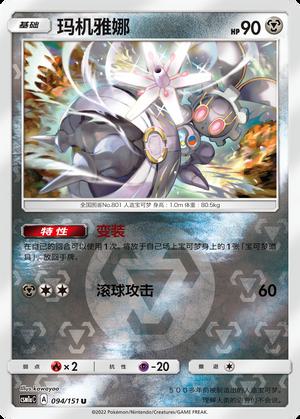 基础 玛机雅娜 HP 90
全国图鉴No.801 人造宝可梦 身高：1.0m 体重：80.5kg
特性 变装
在自己的回合可以使用1次。将放于自己场上宝可梦身上的1张「宝可梦道
具」，放回手牌。
滚球攻击 60
弱点 ×2 抗性 -20 撤退
Illus.kawayoo
csm1aC A 094/151 U
©2022 Pokémon/Nintendo/Creatures/GAME FREAK.